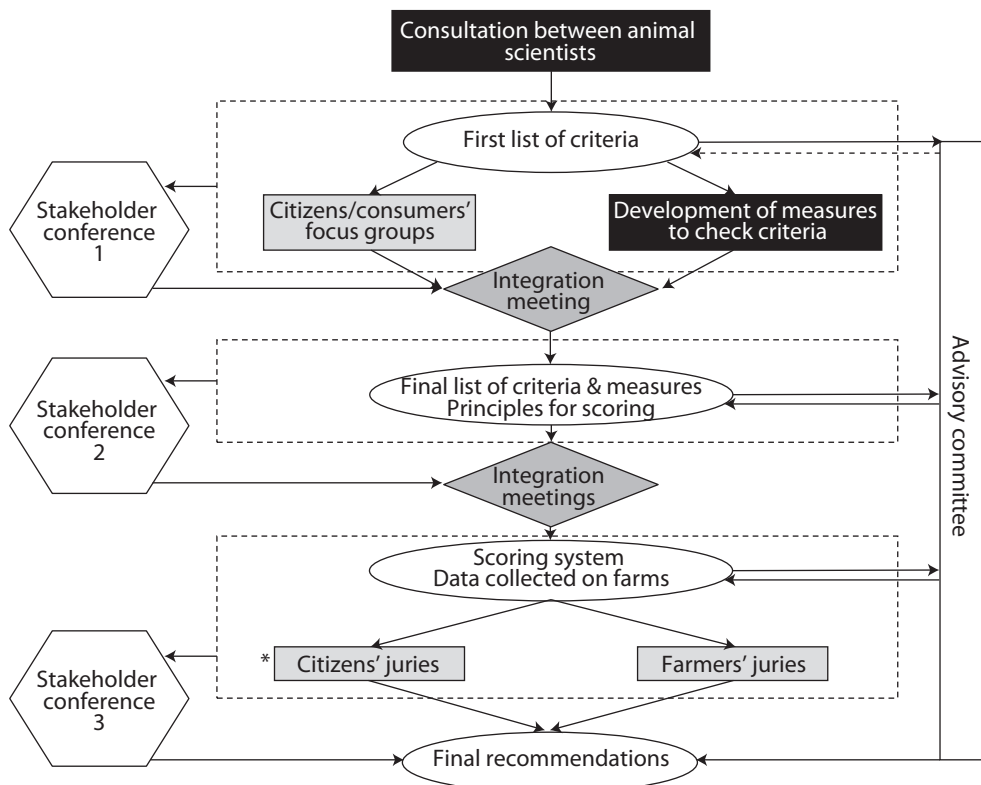 Consultation between animal
scientists
First list of criteria
Stakeholder
conference
1
Citizens/consumers’
focus groups
Development of measures
to check criteria
Integration
meeting
Advisory committee
Stakeholder
conference
2
Final list of criteria & measures
Principles for scoring
Integration
meetings
Scoring system
Data collected on farms
Stakeholder
conference
3
* Citizens’ juries
Farmers’ juries
Final recommendations